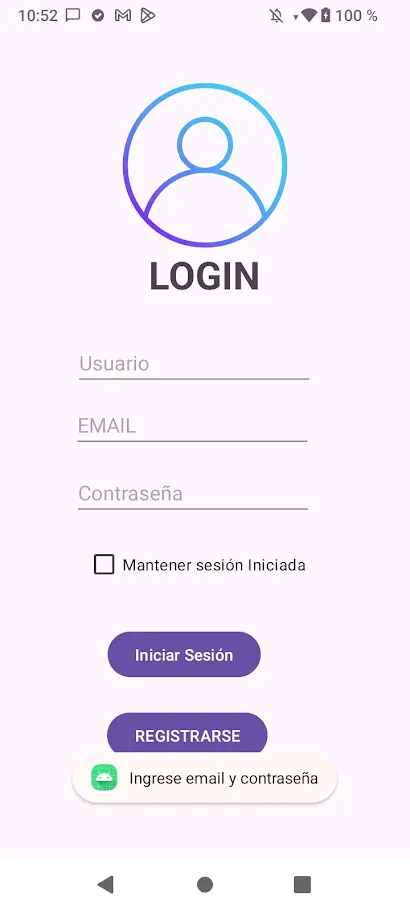 10:52 100 %
LOGIN
Usuario
EMAIL
Contraseña
Mantener sesión Iniciada
Iniciar Sesión
REGISTRARSE
Ingrese email y contraseña